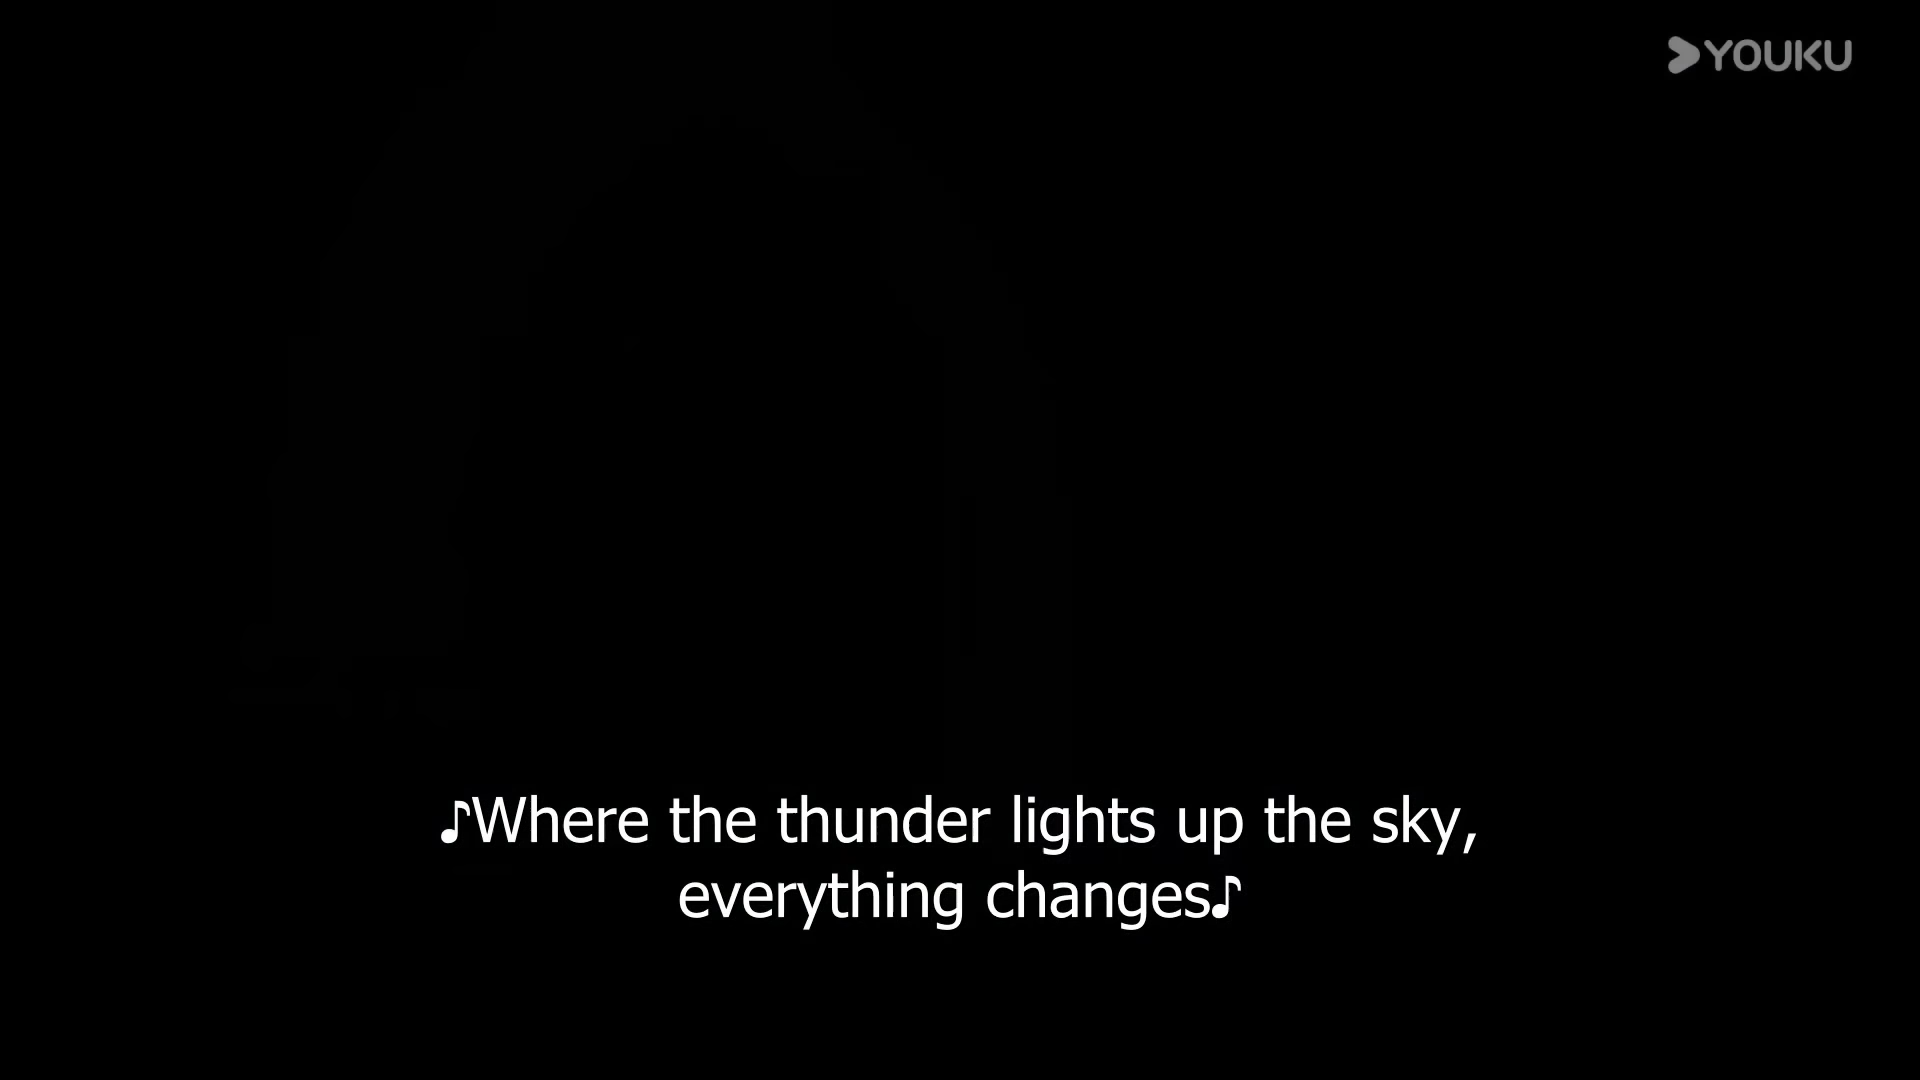 YOUKU
♪Where the thunder lights up the sky,
everything changes♪